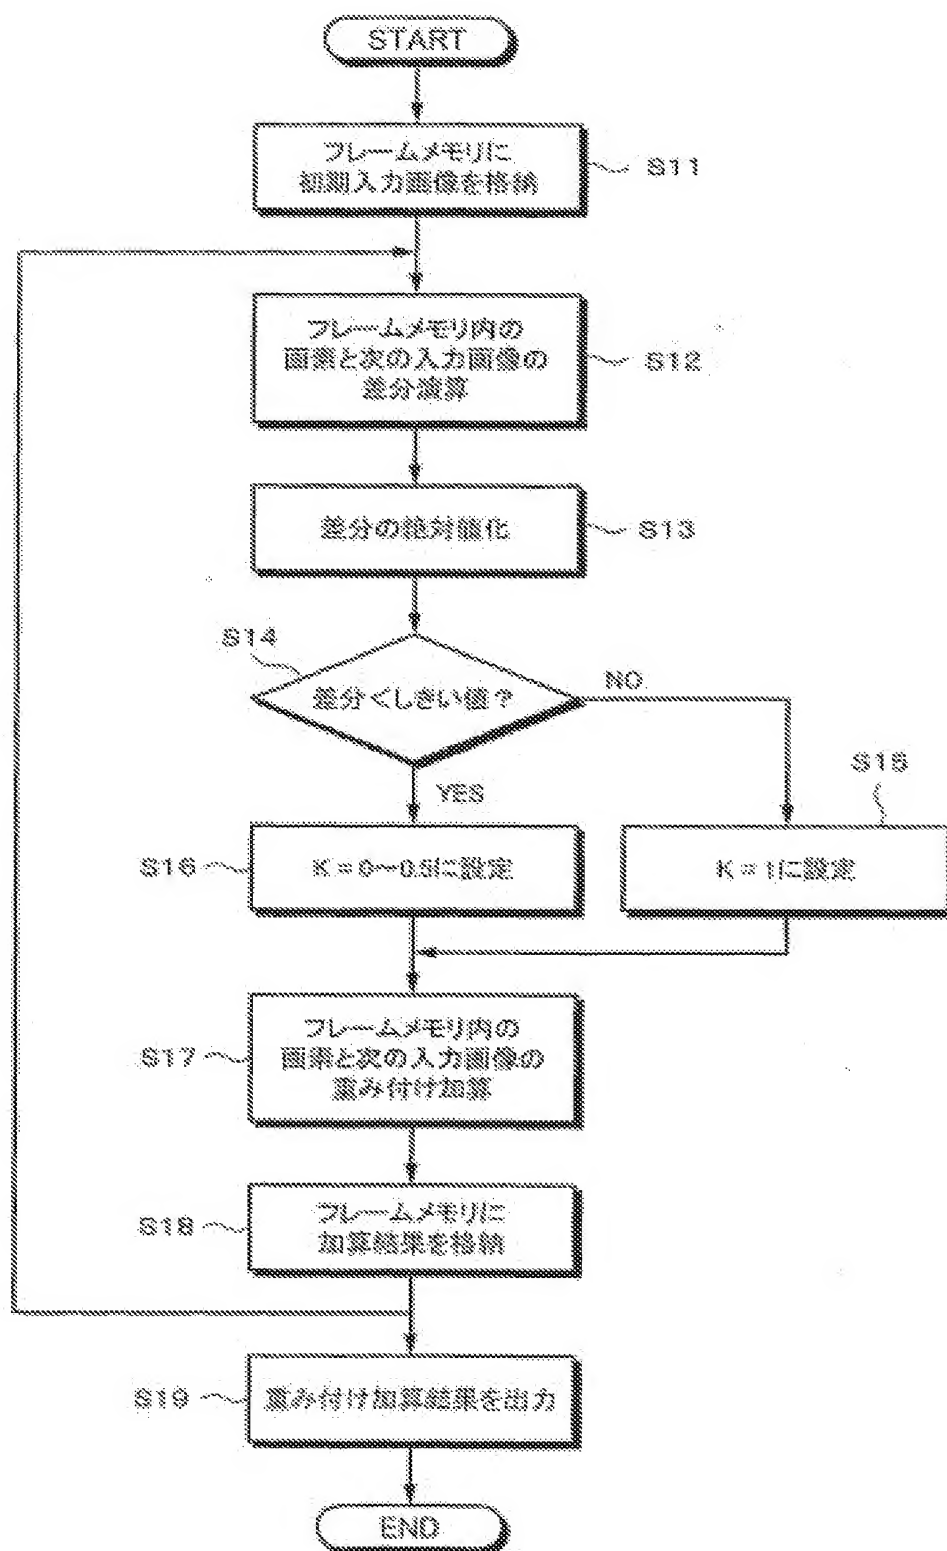 START
フレームメモリに
初期入力画像を格納
S11
フレームメモリ内の
画素と次の入力画像の
差分演算
S12
差分の絶対値化
S13
S14
差分<しきい値?
NO
YES
S15
K = 1に設定
S16
K = 0~0.5に設定
S17
フレームメモリ内の
画素と次の入力画像の
重み付け加算
S18
フレームメモリに
加算結果を格納
S19
重み付け加算結果を出力
END